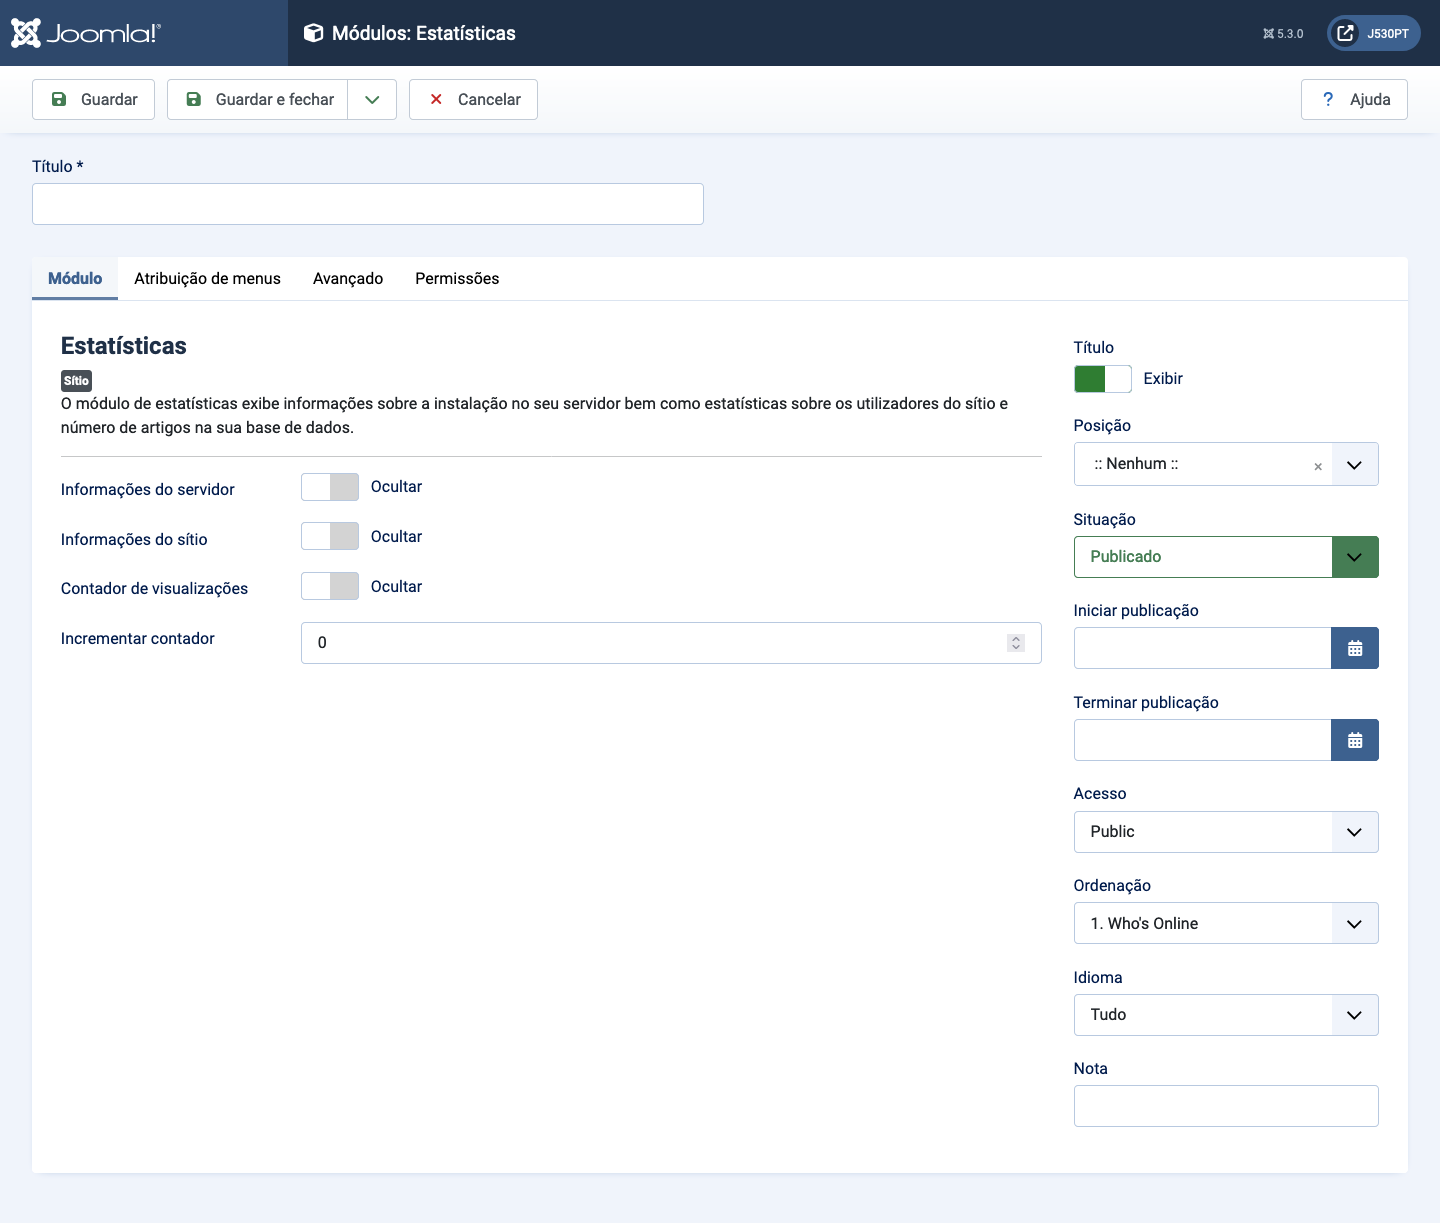 Joomla!®
Módulos: Estatísticas
5.3.0
J530PT
Guardar
Guardar e fechar
Cancelar
? Ajuda
Título *
Módulo
Atribuição de menus
Avançado
Permissões
Estatísticas
Sítio
O módulo de estatísticas exibe informações sobre a instalação no seu servidor bem como estatísticas sobre os utilizadores do sítio e
número de artigos na sua base de dados.
Informações do servidor
Ocultar
Informações do sítio
Ocultar
Contador de visualizações
Ocultar
Incrementar contador
0
Título
Exibir
Posição
:: Nenhum ::
×
Situação
Publicado
Iniciar publicação
Terminar publicação
Acesso
Public
Ordenação
1. Who's Online
Idioma
Tudo
Nota